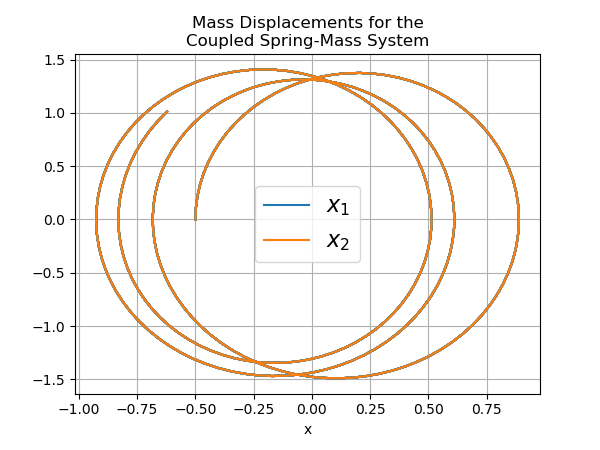 Mass Displacements for the
Coupled Spring-Mass System
1.5
1.0
0.5
0.0
−0.5
−1.0
−1.5
x₁
x₂
−1.00 −0.75 −0.50 −0.25 0.00 0.25 0.50 0.75
x